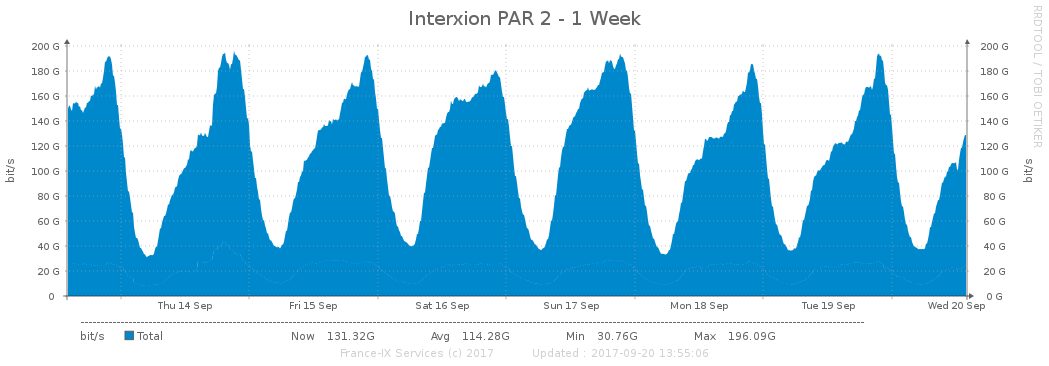 Interxion PAR 2 - 1 Week
RRDTOOL / TOBI OETIKER
bit/s
bit/s
200 G 200 G
180 G 180 G
160 G 160 G
140 G 140 G
120 G 120 G
100 G 100 G
80 G 80 G
60 G 60 G
40 G 40 G
20 G 20 G
0 0 G
Thu 14 Sep Fri 15 Sep Sat 16 Sep Sun 17 Sep Mon 18 Sep Tue 19 Sep Wed 20 Sep
bit/s Total Now 131.32G Avg 114.28G Min 30.76G Max 196.09G
France-IX Services (c) 2017 Updated : 2017-09-20 13:55:06